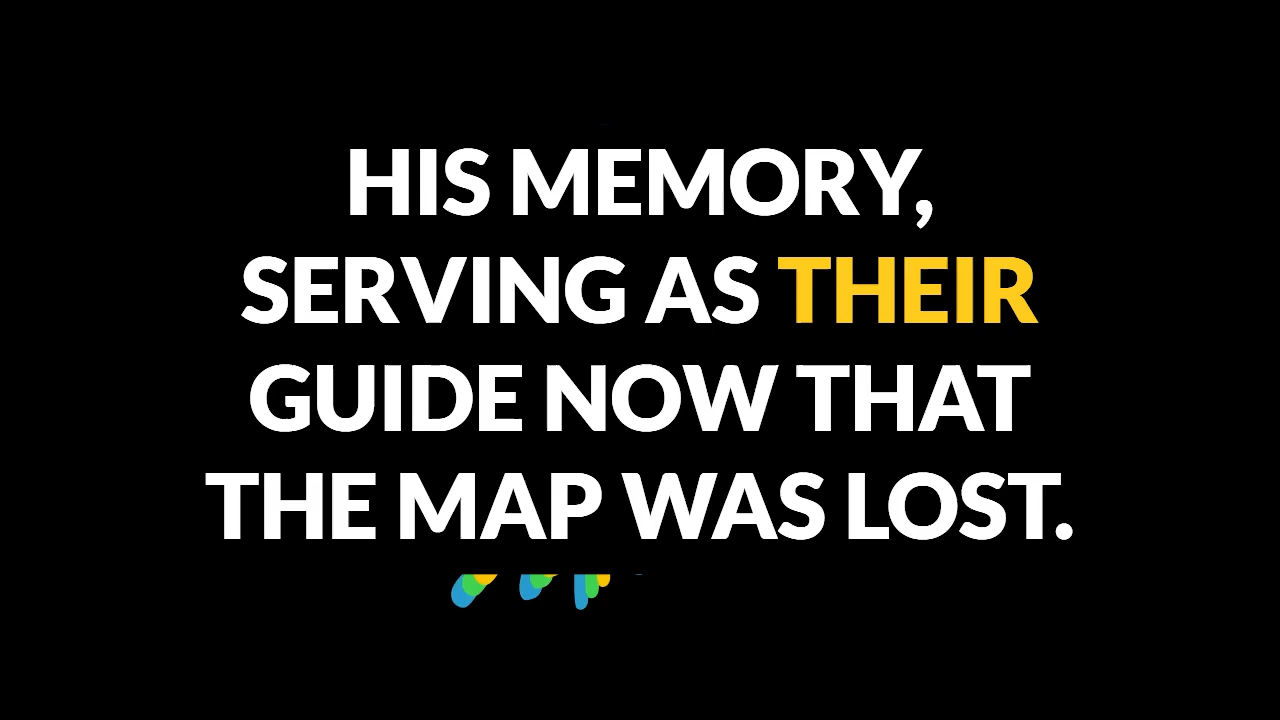 HIS MEMORY,
SERVING AS THEIR
GUIDE NOW THAT
THE MAP WAS LOST.